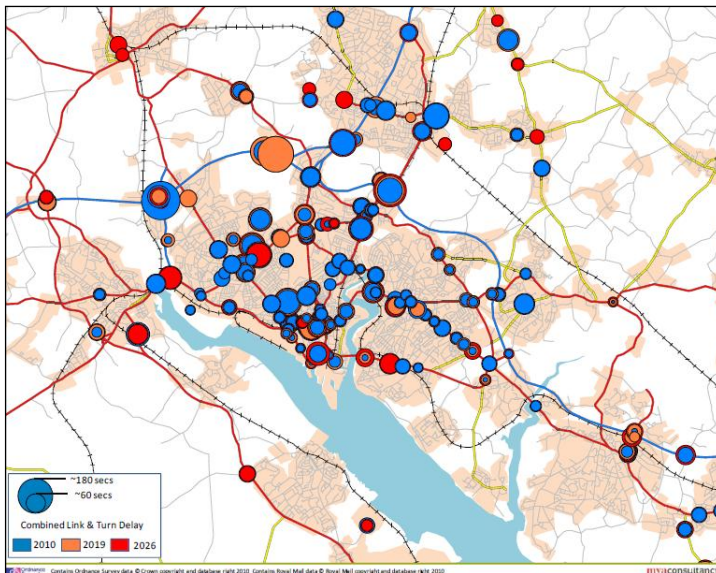 ~180 secs
~60 secs
Combined Link & Turn Delay
2010 2019 2026
Contains Ordnance Survey data © Crown copyright and database right 2010 Contains Royal Mail data © Royal Mail copyright and database right 2010
mvaconsultancy